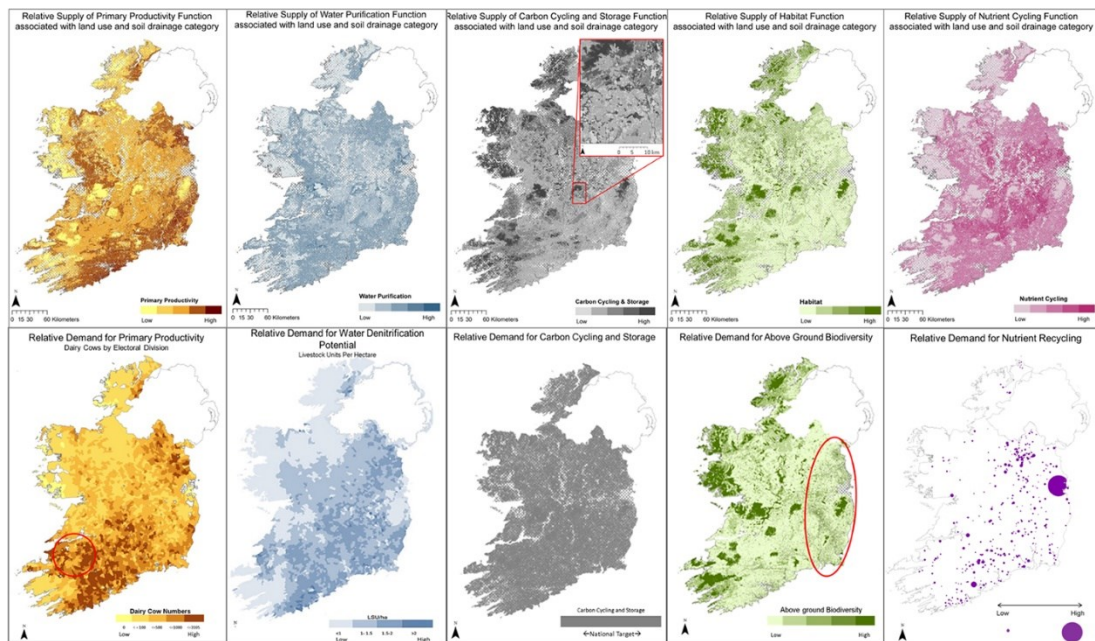 Relative Supply of Primary Productivity Function
associated with land use and soil drainage category
Primary Productivity
Low High
0 15 30 60 Kilometers
Relative Supply of Water Purification Function
associated with land use and soil drainage category
Water Purification
Low High
0 15 30 60 Kilometers
Relative Supply of Carbon Cycling and Storage Function
associated with land use and soil drainage category
0 5 10 km
Carbon Cycling & Storage
Low High
0 15 30 60 Kilometers
Relative Supply of Habitat Function
associated with land use and soil drainage category
Habitat
Low High
0 15 30 60 Kilometers
Relative Supply of Nutrient Cycling Function
associated with land use and soil drainage category
Nutrient Cycling
Low High
0 15 30 60 Kilometers
Relative Demand for Primary Productivity
Dairy Cows by Electoral Division
Dairy Cow Numbers
Low High
Relative Demand for Water Denitrification
Potential
Livestock Units Per Hectare
LSU/ha
Low High
Relative Demand for Carbon Cycling and Storage
Carbon Cycling and Storage
←National Target→
Relative Demand for Above Ground Biodiversity
Above ground Biodiversity
Low High
Relative Demand for Nutrient Recycling
Low High